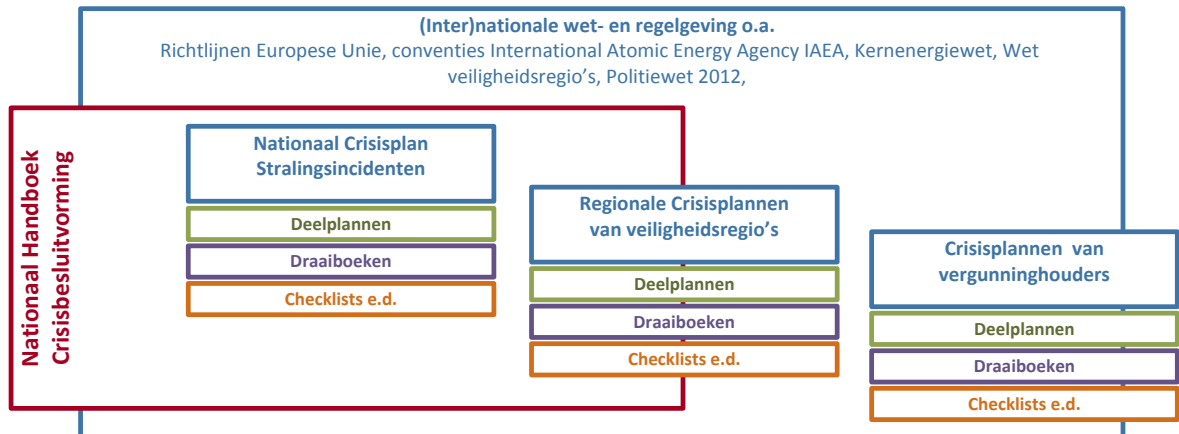 (Inter)nationale wet- en regelgeving o.a.
Richtlijnen Europese Unie, conventies International Atomic Energy Agency IAEA, Kernenergiewet, Wet
veiligheidsregio’s, Politiewet 2012,
Nationaal Handboek
Crisisbesluitvorming
Nationaal Crisisplan
Stralingsincidenten
Deelplannen
Draaiboeken
Checklists e.d.
Regionale Crisisplannen
van veiligheidsregio’s
Deelplannen
Draaiboeken
Checklists e.d.
Crisisplannen van
vergunninghouders
Deelplannen
Draaiboeken
Checklists e.d.